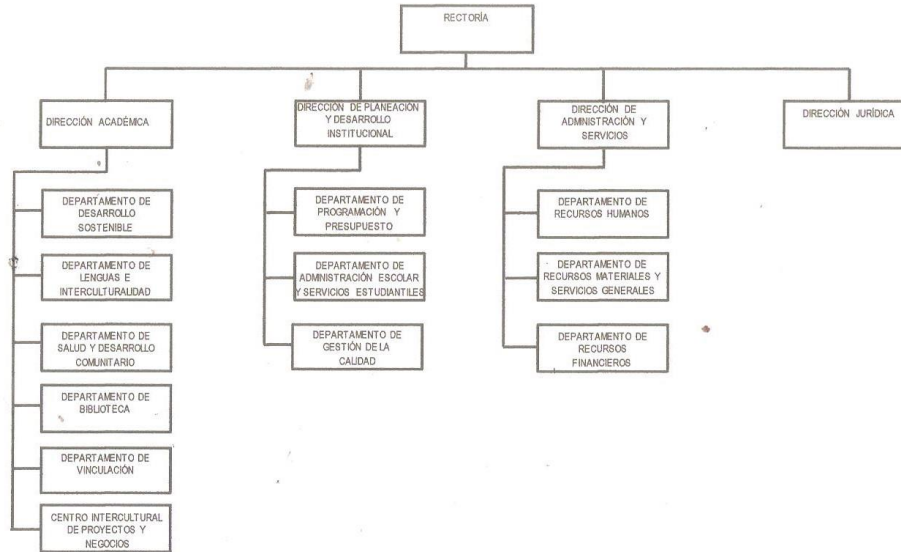 RECTORÍA
DIRECCIÓN ACADÉMICA
DIRECCIÓN DE PLANEACIÓN
Y DESARROLLO
INSTITUCIONAL
DIRECCIÓN DE
ADMINISTRACIÓN Y
SERVICIOS
DIRECCIÓN JURÍDICA
DEPARTAMENTO DE
DESARROLLO
SOSTENIBLE
DEPARTAMENTO DE
LENGUAS E
INTERCULTURALIDAD
DEPARTAMENTO DE
SALUD Y DESARROLLO
COMUNITARIO
DEPARTAMENTO DE
BIBLIOTECA
DEPARTAMENTO DE
VINCULACIÓN
CENTRO INTERCULTURAL
DE PROYECTOS Y
NEGOCIOS
DEPARTAMENTO DE
PROGRAMACIÓN Y
PRESUPUESTO
DEPARTAMENTO DE
ADMINISTRACIÓN ESCOLAR
Y SERVICIOS ESTUDIANTILES
DEPARTAMENTO DE
GESTIÓN DE LA
CALIDAD
DEPARTAMENTO DE
RECURSOS HUMANOS
DEPARTAMENTO DE
RECURSOS MATERIALES Y
SERVICIOS GENERALES
DEPARTAMENTO DE
RECURSOS
FINANCIEROS